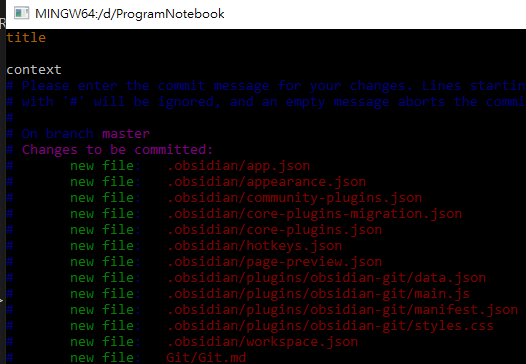 MINGW64:/d/ProgramNotebook
title
context
# Please enter the commit message for your changes. Lines startin
# with '#' will be ignored, and an empty message aborts the commi
#
# On branch master
# Changes to be committed:
#       new file    .obsidian/app.json
#       new file    .obsidian/appearance.json
#       new file    .obsidian/community-plugins.json
#       new file    .obsidian/core-plugins-migration.json
#       new file    .obsidian/core-plugins.json
#       new file    .obsidian/hotkeys.json
#       new file    .obsidian/page-preview.json
#       new file    .obsidian/plugins/obsidian-git/data.json
#       new file    .obsidian/plugins/obsidian-git/main.js
#       new file    .obsidian/plugins/obsidian-git/manifest.json
#       new file    .obsidian/plugins/obsidian-git/styles.css
#       new file    .obsidian/workspace.json
#       new file    Git/Git.md